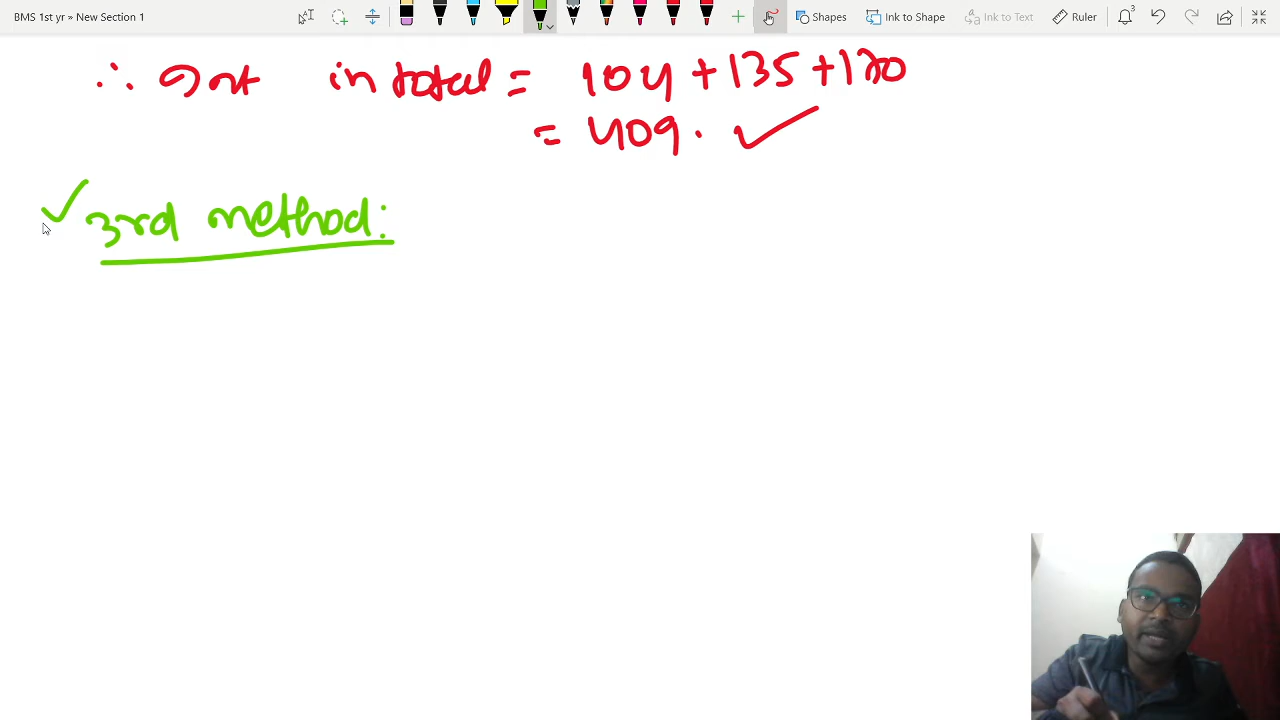 BMS 1st yr » New Section 1
Shapes Ink to Shape Ink to Text Ruler 3
∴ in total = 104 + 135 + 170
= 409.
3rd method: